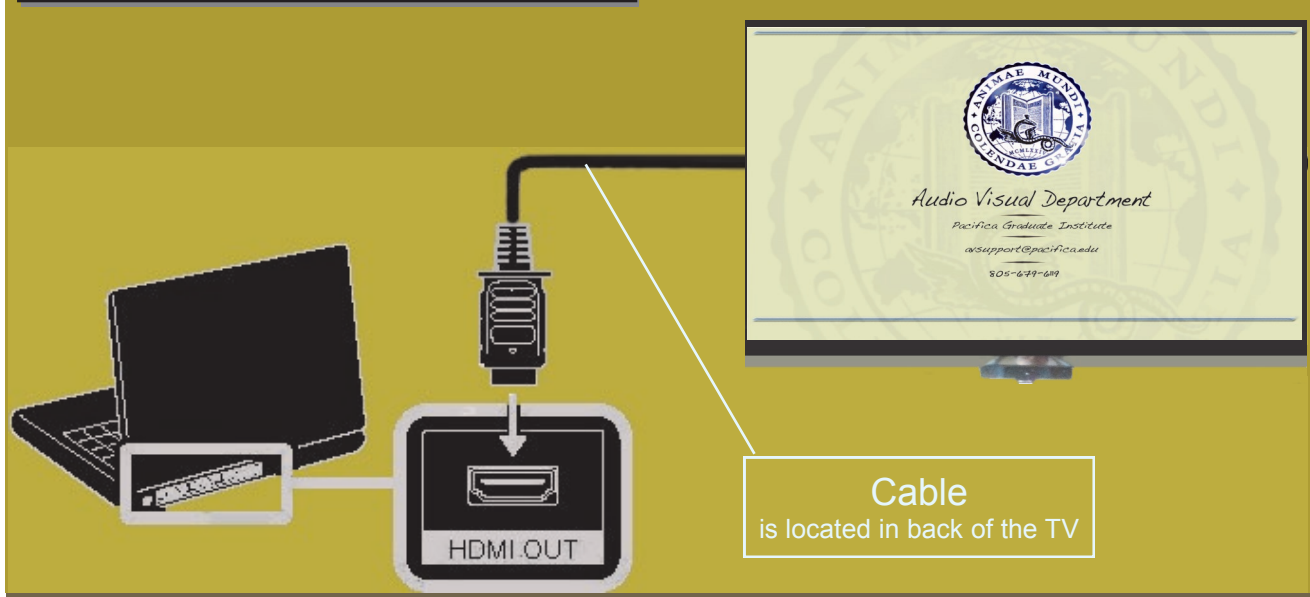 ANIMAE MUNDI COLENDAE GRATIA
MCMLXXIV
Audio Visual Department
Pacifica Graduate Institute
avsupport@pacifica.edu
805-679-6119
HDMI OUT
Cable
is located in back of the TV